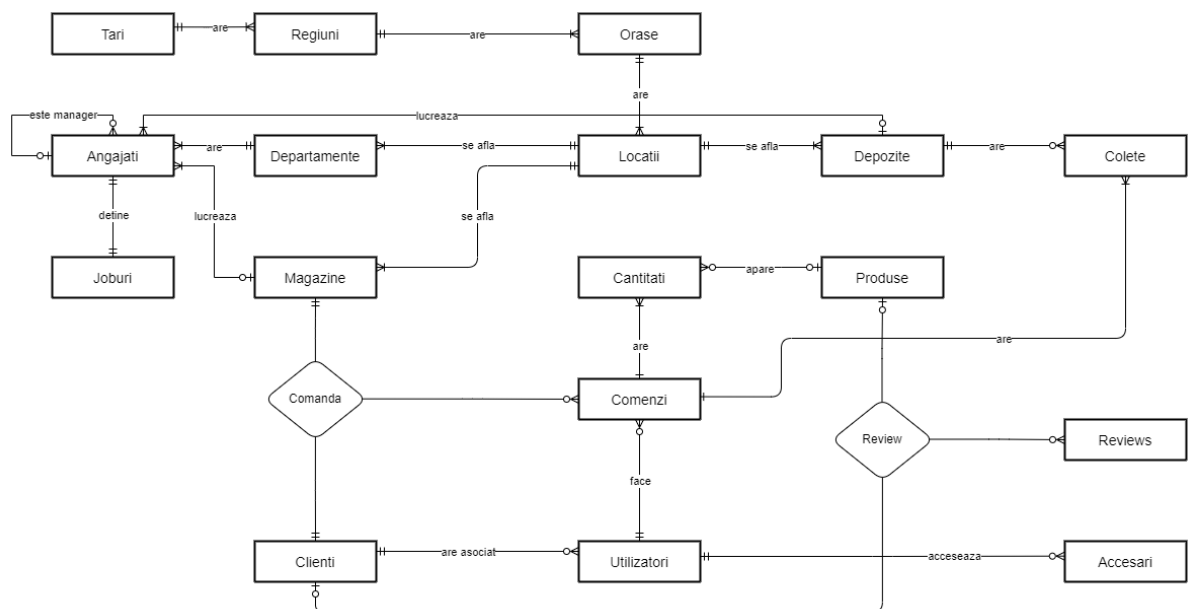 Tari
are
Regiuni
are
Orase
are
este manager
lucreaza
Angajati
are
Departamente
se afla
Locatii
se afla
Depozite
are
Colete
detine
lucreaza
se afla
Joburi
Magazine
Cantitati
apare
Produse
are
are
Comanda
Comenzi
Review
Reviews
face
Clienti
are asociat
Utilizatori
acceseaza
Accesari